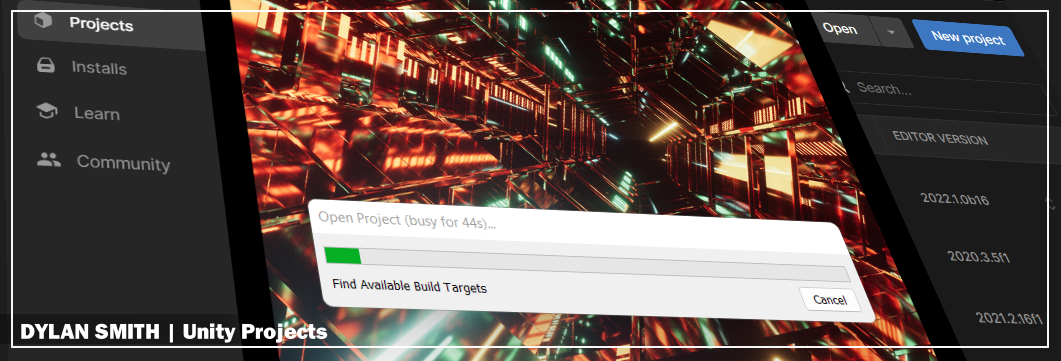 Projects
Installs
Learn
Community
Open
New project
Search...
EDITOR VERSION
2022.1.0b16
2020.3.5f1
2021.2.16f1
Open Project (busy for 44s)...
Find Available Build Targets
Cancel
DYLAN SMITH | Unity Projects